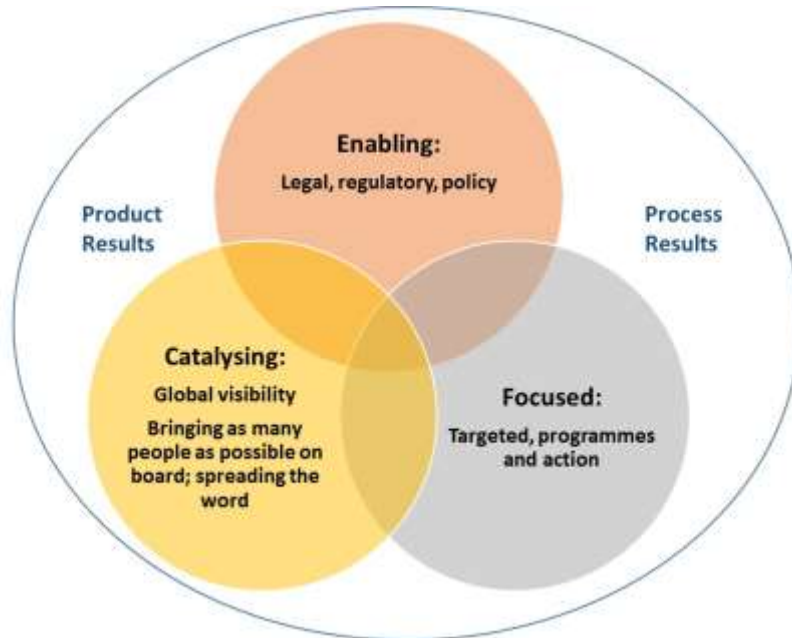 Enabling:
Legal, regulatory, policy
Product
Results
Process
Results
Catalysing:
Global visibility
Bringing as many
people as possible on
board; spreading the
word
Focused:
Targeted, programmes
and action